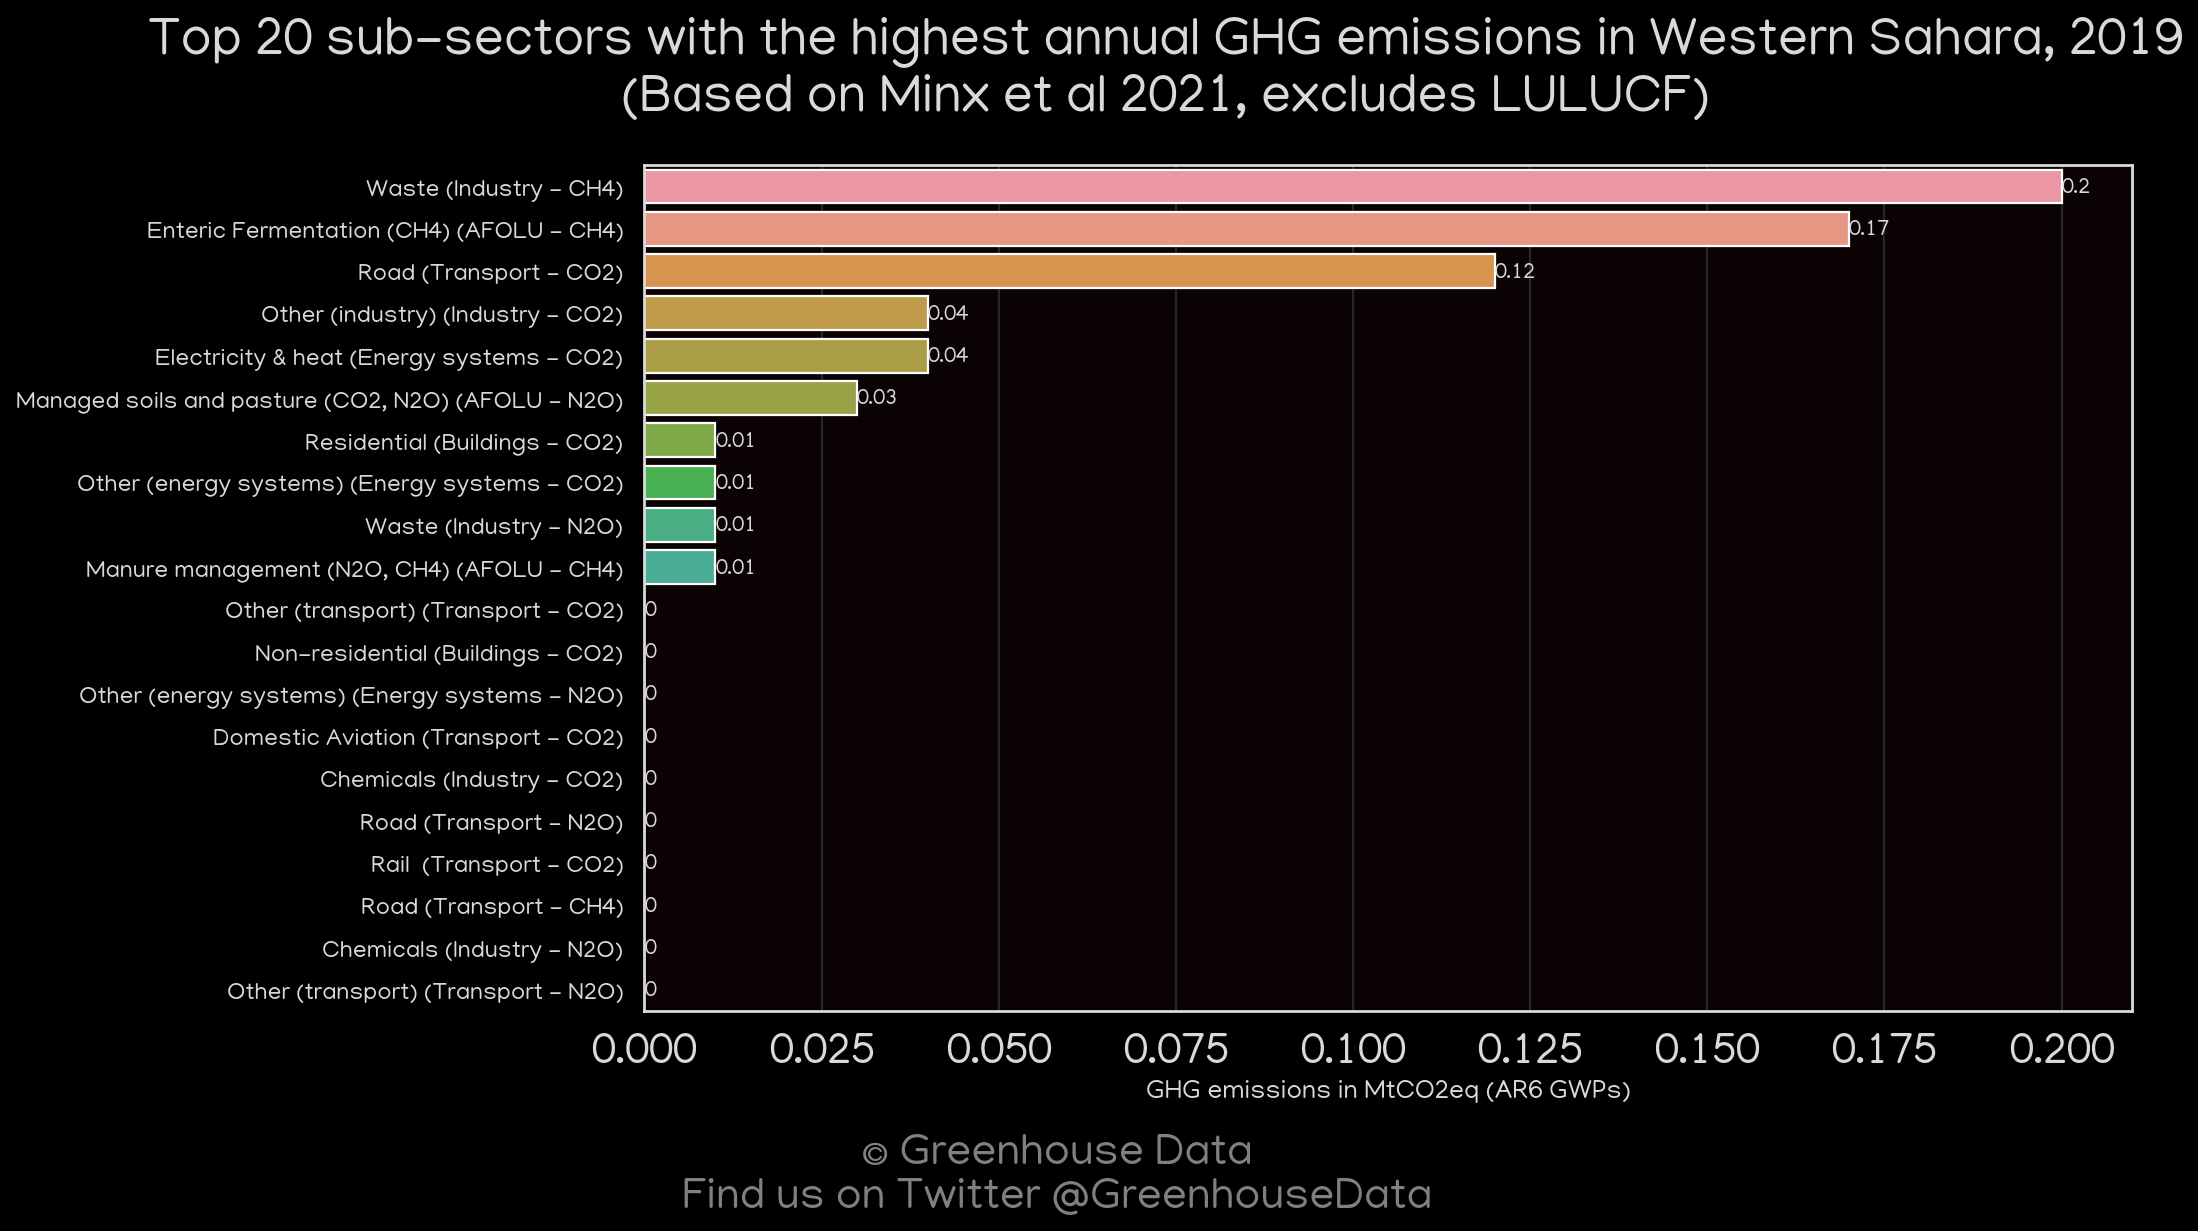 Top 20 sub-sectors with the highest annual GHG emissions in Western Sahara, 2019
(Based on Minx et al 2021, excludes LULUCF)
Waste (Industry - CH4) 0.2
Enteric Fermentation (CH4) (AFOLU - CH4) 0.17
Road (Transport - CO2) 0.12
Other (industry) (Industry - CO2) 0.04
Electricity & heat (Energy systems - CO2) 0.04
Managed soils and pasture (CO2, N2O) (AFOLU - N2O) 0.03
Residential (Buildings - CO2) 0.01
Other (energy systems) (Energy systems - CO2) 0.01
Waste (Industry - N2O) 0.01
Manure management (N2O, CH4) (AFOLU - CH4) 0.01
Other (transport) (Transport - CO2) 0
Non-residential (Buildings - CO2) 0
Other (energy systems) (Energy systems - N2O) 0
Domestic Aviation (Transport - CO2) 0
Chemicals (Industry - CO2) 0
Road (Transport - N2O) 0
Rail  (Transport - CO2) 0
Road (Transport - CH4) 0
Chemicals (Industry - N2O) 0
Other (transport) (Transport - N2O) 0
0.000 0.025 0.050 0.075 0.100 0.125 0.150 0.175 0.200
GHG emissions in MtCO2eq (AR6 GWPs)
© Greenhouse Data
Find us on Twitter @GreenhouseData